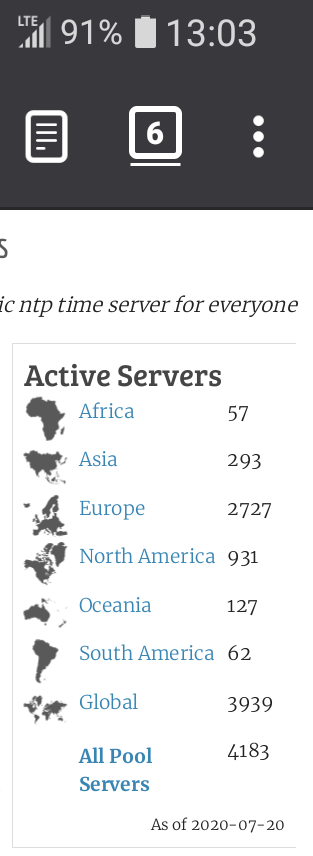 LTE 91% 13:03
6
s
ic ntp time server for everyone
Active Servers
Africa 57
Asia 293
Europe 2727
North America 931
Oceania 127
South America 62
Global 3939
All Pool 4183
Servers
As of 2020-07-20